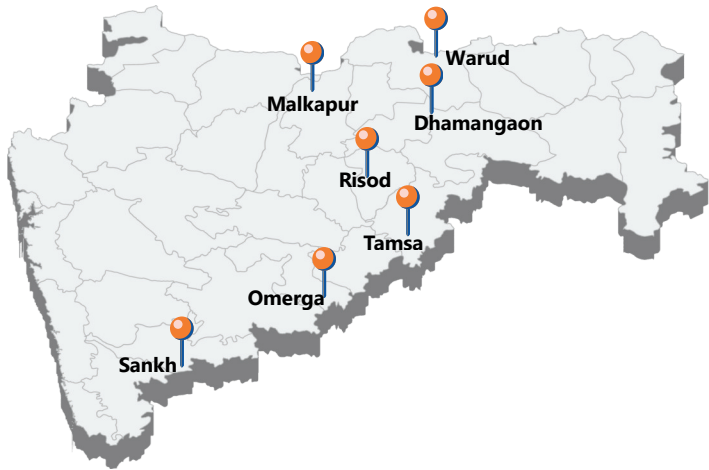 Warud
Malkapur
Dhamangaon
Risod
Tamsa
Omerga
Sankh